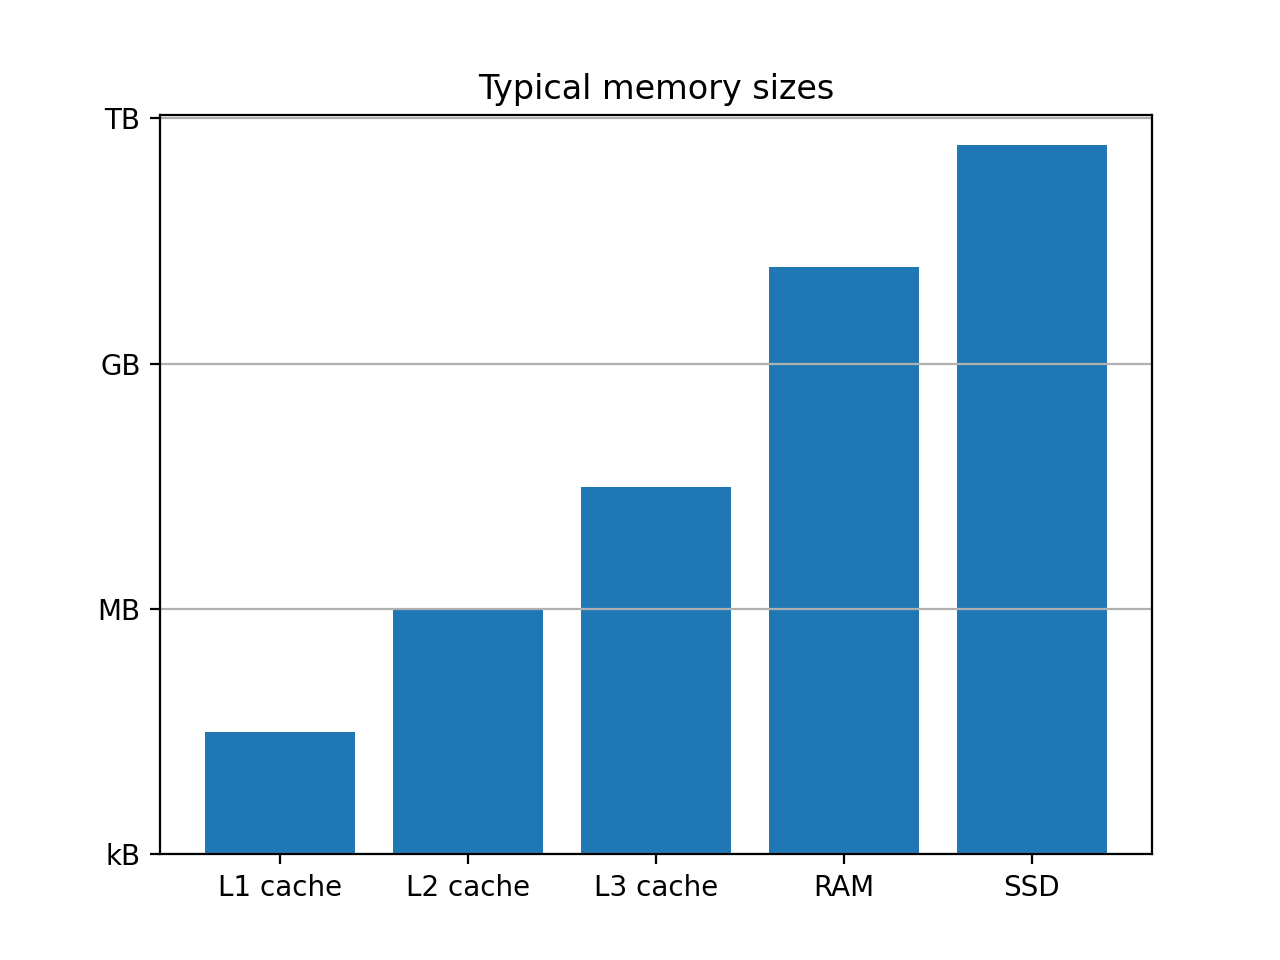 Typical memory sizes
TB
GB
MB
kB
L1 cache
L2 cache
L3 cache
RAM
SSD